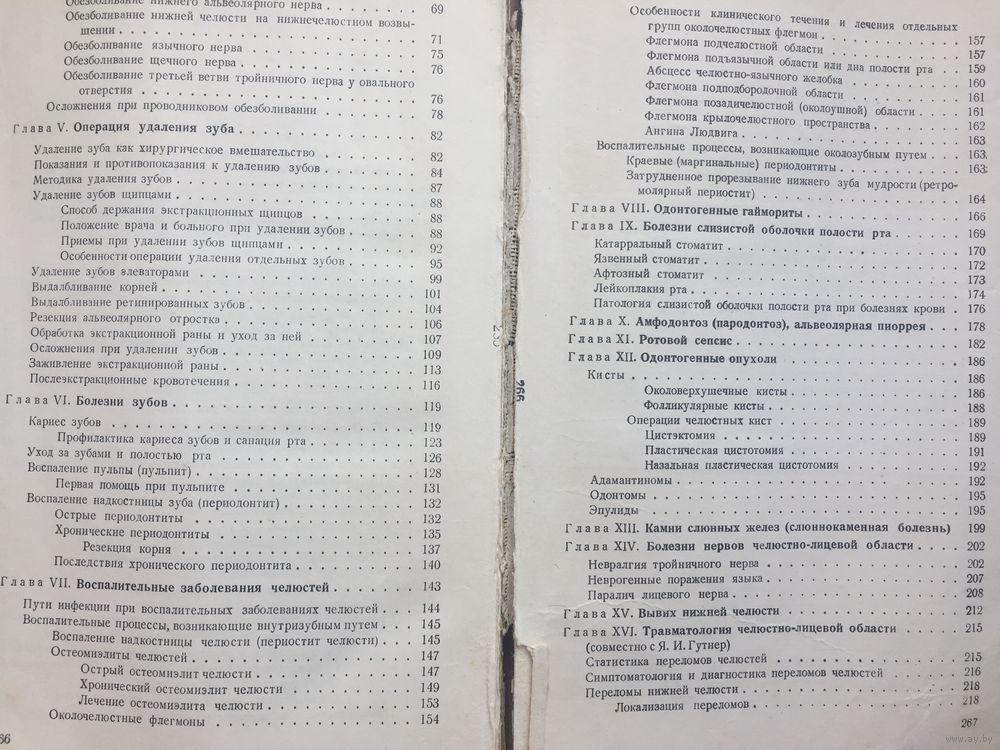 Обезболивание нижнего альвеолярного нерва . . . . . . . 69
Обезболивание нижней челюсти на нижнечелюстном возвы-
шении . . . . . . . . . . . . . . . . . . . . 71
Обезболивание язычного нерва . . . . . . . . . . . 75
Обезболивание щечного нерва . . . . . . . . . . . 76
Обезболивание третьей ветви тройничного нерва у овального
отверстия . . . . . . . . . . . . . . . . . . . 76
Осложнения при проводниковом обезболивании . . . . . . 78
Глава V. Операция удаления зуба . . . . . . . . . . . 82
Удаление зуба как хирургическое вмешательство . . . . . . 82
Показания и противопоказания к удалению зубов . . . . . . 84
Методика удаления зубов . . . . . . . . . . . . . . 87
Удаление зубов щипцами . . . . . . . . . . . . . . 88
Способ держания экстракционных щипцов . . . . . . . 88
Положение врача и больного при удалении зубов . . . . . 88
Приемы при удалении зубов щипцами . . . . . . . . 92
Особенности операции удаления отдельных зубов . . . . . 95
Удаление зубов элеваторами . . . . . . . . . . . . . 99
Выдалбливание корней . . . . . . . . . . . . . . . 101
Выдалбливание ретинированных зубов . . . . . . . . . . 104
Резекция альвеолярного отростка . . . . . . . . . . . 106
Обработка экстракционной раны и уход за ней . . . . . . . 107
Осложнения при удалении зубов . . . . . . . . . . . 109
Заживление экстракционной раны . . . . . . . . . . . 113
Послеэкстракционные кровотечения . . . . . . . . . . 116
Глава VI. Болезни зубов . . . . . . . . . . . . . . 119
Кариес зубов . . . . . . . . . . . . . . . . . . 119
Профилактика кариеса зубов и санация рта . . . . . . . 123
Уход за зубами и полостью рта . . . . . . . . . . . 126
Воспаление пульпы (пульпит) . . . . . . . . . . . . 128
Первая помощь при пульпите . . . . . . . . . . . 131
Воспаление надкостницы зуба (периодонтит) . . . . . . . . 132
Острые периодонтиты . . . . . . . . . . . . . . 132
Хронические периодонтиты . . . . . . . . . . . . 135
Резекция корня . . . . . . . . . . . . . . . 137
Последствия хронического периодонтита . . . . . . . . 140
Глава VII. Воспалительные заболевания челюстей . . . . . . 143
Пути инфекции при воспалительных заболеваниях челюстей . . . 144
Воспалительные процессы, возникающие внутризубным путем . . . 145
Воспаление надкостницы челюсти (периостит челюсти) . . . 145
Остеомиэлиты челюстей . . . . . . . . . . . . . . 147
Острый остеомиэлит челюсти . . . . . . . . . . . 147
Хронический остеомиэлит челюсти . . . . . . . . . 149
Лечение остеомиэлита челюсти . . . . . . . . . . . 153
Околочелюстные флегмоны . . . . . . . . . . . . . 154
66
266
Особенности клинического течения и лечения отдельных
групп околочелюстных флегмон . . . . . . . . . . 157
Флегмона подчелюстной области . . . . . . . . . . 157
Флегмона подъязычной области или дна полости рта . . 159
Абсцесс челюстно-язычного желобка . . . . . . . . 160
Флегмона подподбородочной области . . . . . . . . 161
Флегмона позадичелюстной (околоушной) области . . . 161
Флегмона крылочелюстного пространства . . . . . . . 162
Ангина Людвига . . . . . . . . . . . . . . . . 163
Воспалительные процессы, возникающие околозубным путем . . . 163
Краевые (маргинальные) периодонтиты . . . . . . . . . 163
Затрудненное прорезывание нижнего зуба мудрости (ретро-
молярный периостит) . . . . . . . . . . . . . . . 164
Глава VIII. Одонтогенные гаймориты . . . . . . . . . . . 166
Глава IX. Болезни слизистой оболочки полости рта . . . . . . 169
Катарральный стоматит . . . . . . . . . . . . . . . 170
Язвенный стоматит . . . . . . . . . . . . . . . . 172
Афтозный стоматит . . . . . . . . . . . . . . . . 173
Лейкоплакия рта . . . . . . . . . . . . . . . . . 174
Патология слизистой оболочки полости рта при болезнях крови . 176
Глава X. Амфодонтоз (пародонтоз), альвеолярная пиоррея . . . 178
Глава XI. Ротовой сепсис . . . . . . . . . . . . . . . 182
Глава XII. Одонтогенные опухоли . . . . . . . . . . . . 186
Кисты . . . . . . . . . . . . . . . . . . . . . 186
Околоверхушечные кисты . . . . . . . . . . . . . 186
Фолликулярные кисты . . . . . . . . . . . . . . 188
Операции челюстных кист . . . . . . . . . . . . . 189
Цистэктомия . . . . . . . . . . . . . . . . . 189
Пластическая цистотомия . . . . . . . . . . . . . 191
Назальная пластическая цистотомия . . . . . . . . . 192
Адамантиномы . . . . . . . . . . . . . . . . . . 192
Одонтомы . . . . . . . . . . . . . . . . . . . . 195
Эпулиды . . . . . . . . . . . . . . . . . . . . 195
Глава XIII. Камни слюнных желез (слюннокаменная болезнь) 199
Глава XIV. Болезни нервов челюстно-лицевой области . . . . 202
Невралгия тройничного нерва . . . . . . . . . . . . 202
Неврогенные поражения языка . . . . . . . . . . . . 207
Паралич лицевого нерва . . . . . . . . . . . . . . 208
Глава XV. Вывих нижней челюсти . . . . . . . . . . . 212
Глава XVI. Травматология челюстно-лицевой области . . . . . 215
(совместно с Я. И. Гутнер)
Статистика переломов челюстей . . . . . . . . . . . 215
Симптоматология и диагностика переломов челюстей . . . . . 216
Переломы нижней челюсти . . . . . . . . . . . . . 218
Локализация переломов . . . . . . . . . . . . . . 218
267
www.ay.by